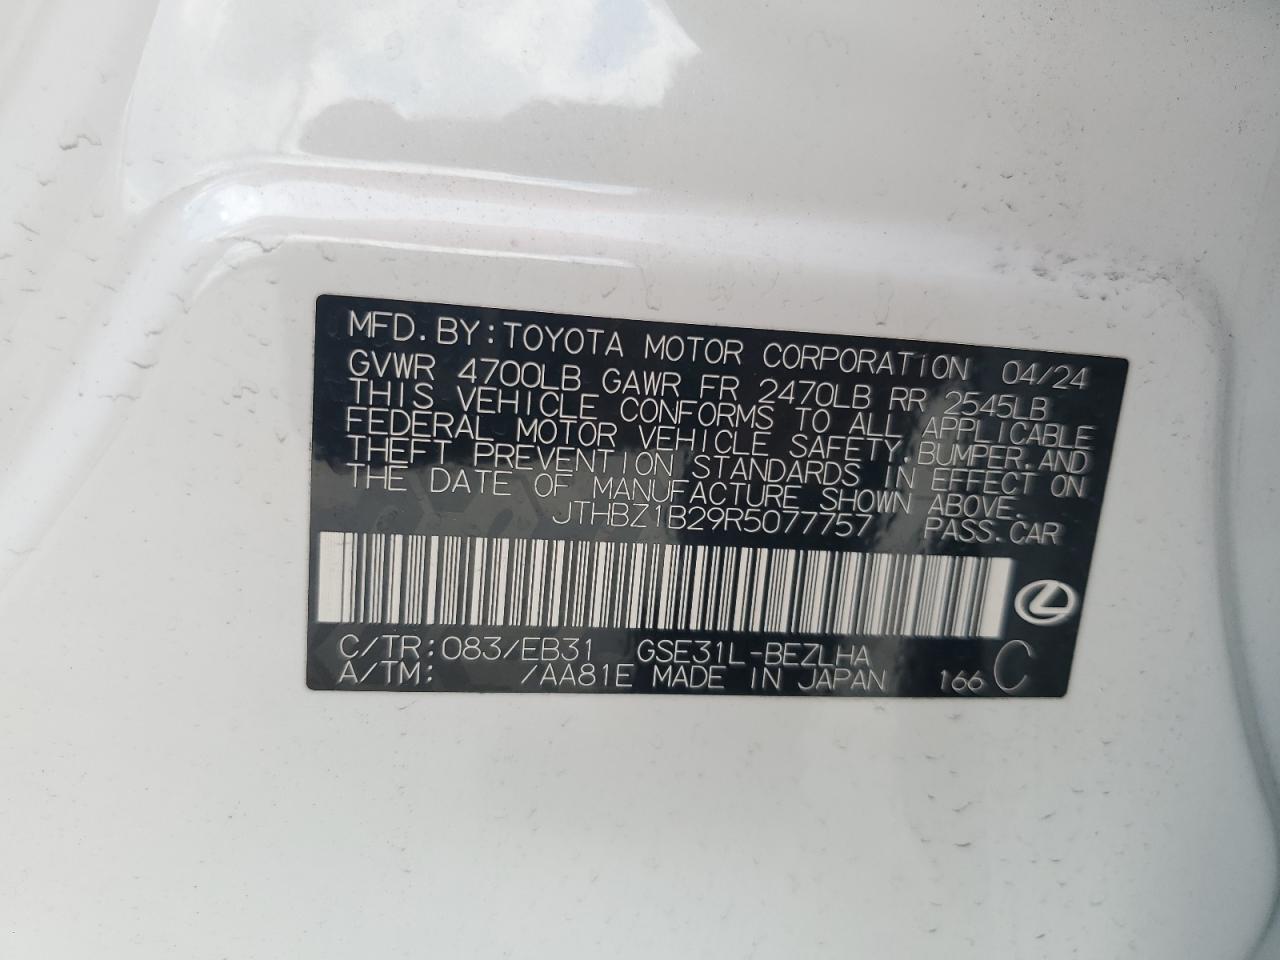 MFD.BY:TOYOTA MOTOR CORPORATION 04/24
GVWR 4700LB GAWR FR 2470LB RR 2545LB
THIS VEHICLE CONFORMS TO ALL APPLICABLE
FEDERAL MOTOR VEHICLE SAFETY,BUMPER,AND
THEFT PREVENTION STANDARDS IN EFFECT ON
THE DATE OF MANUFACTURE SHOWN ABOVE.
JTHBZ1B29R5077757 PASS.CAR
C/TR:083/EB31 GSE31L-BEZLHA
A/TM: /AA81E MADE IN JAPAN 166 C